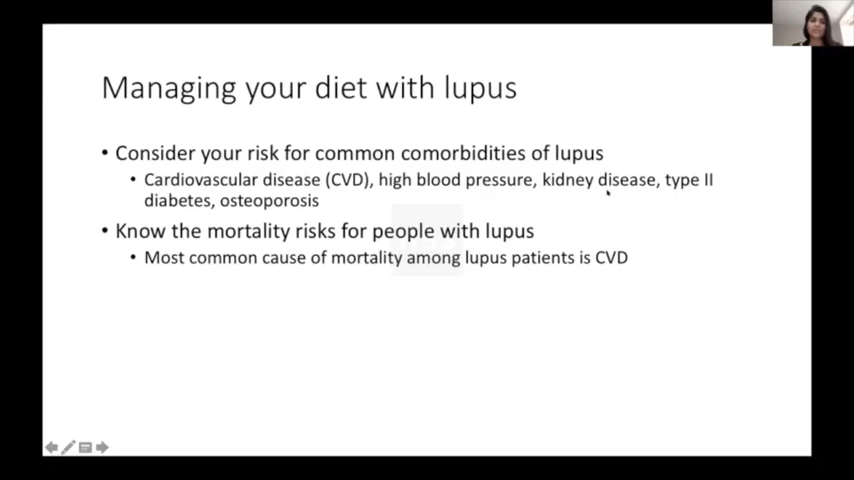 Managing your diet with lupus
• Consider your risk for common comorbidities of lupus
• Cardiovascular disease (CVD), high blood pressure, kidney disease, type II
diabetes, osteoporosis
• Know the mortality risks for people with lupus
• Most common cause of mortality among lupus patients is CVD